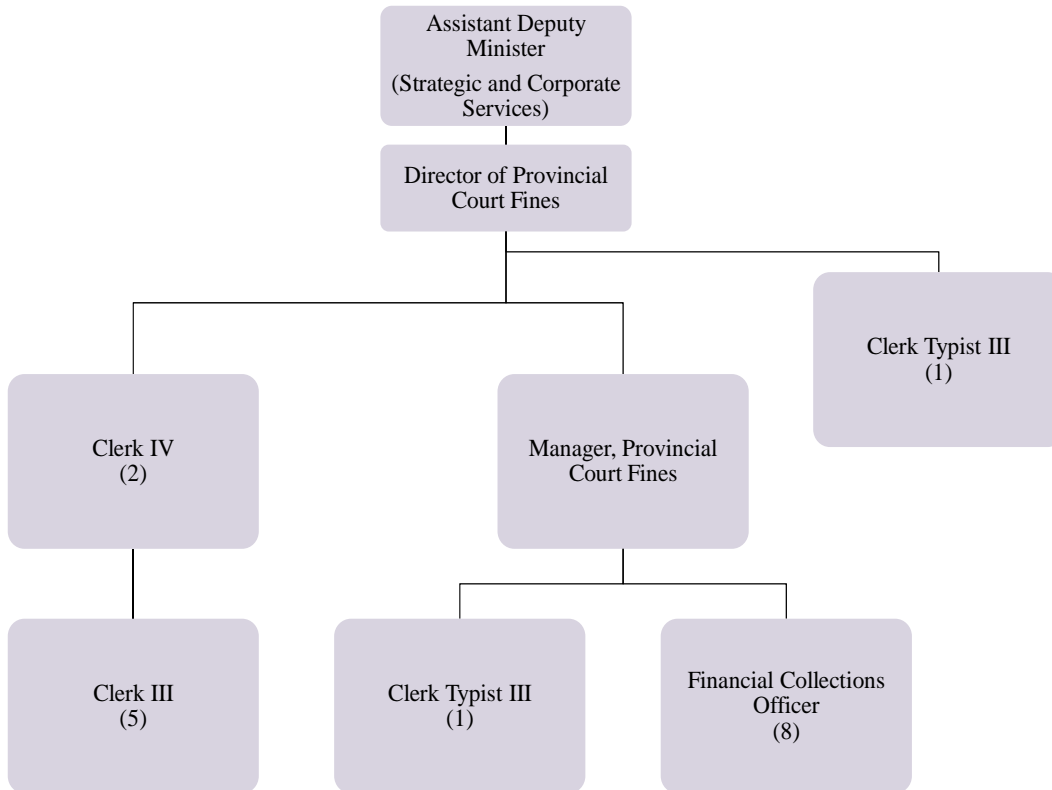 Assistant Deputy
Minister
(Strategic and Corporate
Services)
Director of Provincial
Court Fines
Clerk Typist III
(1)
Clerk IV
(2)
Manager, Provincial
Court Fines
Clerk III
(5)
Clerk Typist III
(1)
Financial Collections
Officer
(8)